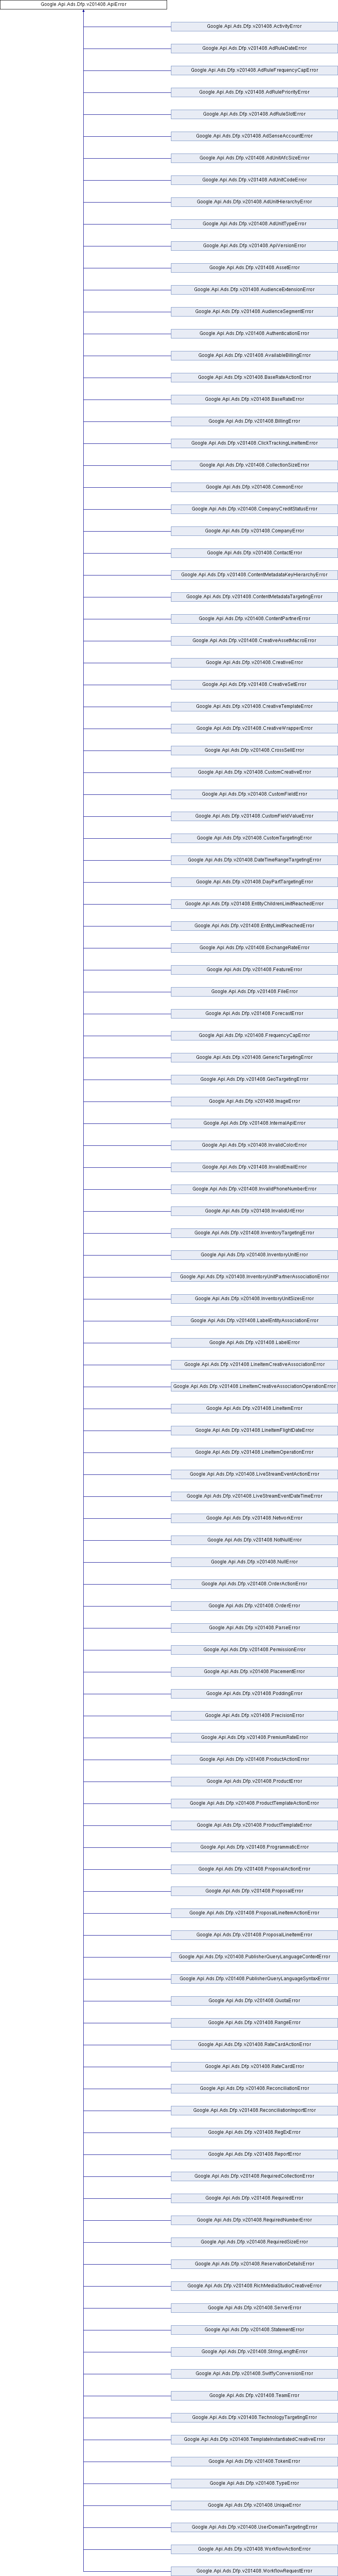 Google.Api.Ads.Dfp.v201408.ApiError
Google.Api.Ads.Dfp.v201408.ActivityError
Google.Api.Ads.Dfp.v201408.AdRuleDateError
Google.Api.Ads.Dfp.v201408.AdRuleFrequencyCapError
Google.Api.Ads.Dfp.v201408.AdRulePriorityError
Google.Api.Ads.Dfp.v201408.AdRuleSlotError
Google.Api.Ads.Dfp.v201408.AdSenseAccountError
Google.Api.Ads.Dfp.v201408.AdUnitAfcSizeError
Google.Api.Ads.Dfp.v201408.AdUnitCodeError
Google.Api.Ads.Dfp.v201408.AdUnitHierarchyError
Google.Api.Ads.Dfp.v201408.AdUnitTypeError
Google.Api.Ads.Dfp.v201408.ApiVersionError
Google.Api.Ads.Dfp.v201408.AssetError
Google.Api.Ads.Dfp.v201408.AudienceExtensionError
Google.Api.Ads.Dfp.v201408.AudienceSegmentError
Google.Api.Ads.Dfp.v201408.AuthenticationError
Google.Api.Ads.Dfp.v201408.AvailableBillingError
Google.Api.Ads.Dfp.v201408.BaseRateActionError
Google.Api.Ads.Dfp.v201408.BaseRateError
Google.Api.Ads.Dfp.v201408.BillingError
Google.Api.Ads.Dfp.v201408.ClickTrackingLineItemError
Google.Api.Ads.Dfp.v201408.CollectionSizeError
Google.Api.Ads.Dfp.v201408.CommonError
Google.Api.Ads.Dfp.v201408.CompanyCreditStatusError
Google.Api.Ads.Dfp.v201408.CompanyError
Google.Api.Ads.Dfp.v201408.ContactError
Google.Api.Ads.Dfp.v201408.ContentMetadataKeyHierarchyError
Google.Api.Ads.Dfp.v201408.ContentMetadataTargetingError
Google.Api.Ads.Dfp.v201408.ContentPartnerError
Google.Api.Ads.Dfp.v201408.CreativeAssetMacroError
Google.Api.Ads.Dfp.v201408.CreativeError
Google.Api.Ads.Dfp.v201408.CreativeSetError
Google.Api.Ads.Dfp.v201408.CreativeTemplateError
Google.Api.Ads.Dfp.v201408.CreativeWrapperError
Google.Api.Ads.Dfp.v201408.CrossSellError
Google.Api.Ads.Dfp.v201408.CustomCreativeError
Google.Api.Ads.Dfp.v201408.CustomFieldError
Google.Api.Ads.Dfp.v201408.CustomFieldValueError
Google.Api.Ads.Dfp.v201408.CustomTargetingError
Google.Api.Ads.Dfp.v201408.DateTimeRangeTargetingError
Google.Api.Ads.Dfp.v201408.DayPartTargetingError
Google.Api.Ads.Dfp.v201408.EntityChildrenLimitReachedError
Google.Api.Ads.Dfp.v201408.EntityLimitReachedError
Google.Api.Ads.Dfp.v201408.ExchangeRateError
Google.Api.Ads.Dfp.v201408.FeatureError
Google.Api.Ads.Dfp.v201408.FileError
Google.Api.Ads.Dfp.v201408.ForecastError
Google.Api.Ads.Dfp.v201408.FrequencyCapError
Google.Api.Ads.Dfp.v201408.GenericTargetingError
Google.Api.Ads.Dfp.v201408.GeoTargetingError
Google.Api.Ads.Dfp.v201408.ImageError
Google.Api.Ads.Dfp.v201408.InternalApiError
Google.Api.Ads.Dfp.v201408.InvalidColorError
Google.Api.Ads.Dfp.v201408.InvalidEmailError
Google.Api.Ads.Dfp.v201408.InvalidPhoneNumberError
Google.Api.Ads.Dfp.v201408.InvalidUrlError
Google.Api.Ads.Dfp.v201408.InventoryTargetingError
Google.Api.Ads.Dfp.v201408.InventoryUnitError
Google.Api.Ads.Dfp.v201408.InventoryUnitPartnerAssociationError
Google.Api.Ads.Dfp.v201408.InventoryUnitSizesError
Google.Api.Ads.Dfp.v201408.LabelEntityAssociationError
Google.Api.Ads.Dfp.v201408.LabelError
Google.Api.Ads.Dfp.v201408.LineItemCreativeAssociationError
Google.Api.Ads.Dfp.v201408.LineItemCreativeAssociationOperationError
Google.Api.Ads.Dfp.v201408.LineItemError
Google.Api.Ads.Dfp.v201408.LineItemFlightDateError
Google.Api.Ads.Dfp.v201408.LineItemOperationError
Google.Api.Ads.Dfp.v201408.LiveStreamEventActionError
Google.Api.Ads.Dfp.v201408.LiveStreamEventDateTimeError
Google.Api.Ads.Dfp.v201408.NetworkError
Google.Api.Ads.Dfp.v201408.NotNullError
Google.Api.Ads.Dfp.v201408.NullError
Google.Api.Ads.Dfp.v201408.OrderActionError
Google.Api.Ads.Dfp.v201408.OrderError
Google.Api.Ads.Dfp.v201408.ParseError
Google.Api.Ads.Dfp.v201408.PermissionError
Google.Api.Ads.Dfp.v201408.PlacementError
Google.Api.Ads.Dfp.v201408.PoddingError
Google.Api.Ads.Dfp.v201408.PrecisionError
Google.Api.Ads.Dfp.v201408.PremiumRateError
Google.Api.Ads.Dfp.v201408.ProductActionError
Google.Api.Ads.Dfp.v201408.ProductError
Google.Api.Ads.Dfp.v201408.ProductTemplateActionError
Google.Api.Ads.Dfp.v201408.ProductTemplateError
Google.Api.Ads.Dfp.v201408.ProgrammaticError
Google.Api.Ads.Dfp.v201408.ProposalActionError
Google.Api.Ads.Dfp.v201408.ProposalError
Google.Api.Ads.Dfp.v201408.ProposalLineItemActionError
Google.Api.Ads.Dfp.v201408.ProposalLineItemError
Google.Api.Ads.Dfp.v201408.PublisherQueryLanguageContextError
Google.Api.Ads.Dfp.v201408.PublisherQueryLanguageSyntaxError
Google.Api.Ads.Dfp.v201408.QuotaError
Google.Api.Ads.Dfp.v201408.RangeError
Google.Api.Ads.Dfp.v201408.RateCardActionError
Google.Api.Ads.Dfp.v201408.RateCardError
Google.Api.Ads.Dfp.v201408.ReconciliationError
Google.Api.Ads.Dfp.v201408.ReconciliationImportError
Google.Api.Ads.Dfp.v201408.RegExError
Google.Api.Ads.Dfp.v201408.ReportError
Google.Api.Ads.Dfp.v201408.RequiredCollectionError
Google.Api.Ads.Dfp.v201408.RequiredError
Google.Api.Ads.Dfp.v201408.RequiredNumberError
Google.Api.Ads.Dfp.v201408.RequiredSizeError
Google.Api.Ads.Dfp.v201408.ReservationDetailsError
Google.Api.Ads.Dfp.v201408.RichMediaStudioCreativeError
Google.Api.Ads.Dfp.v201408.ServerError
Google.Api.Ads.Dfp.v201408.StatementError
Google.Api.Ads.Dfp.v201408.StringLengthError
Google.Api.Ads.Dfp.v201408.SwiffyConversionError
Google.Api.Ads.Dfp.v201408.TeamError
Google.Api.Ads.Dfp.v201408.TechnologyTargetingError
Google.Api.Ads.Dfp.v201408.TemplateInstantiatedCreativeError
Google.Api.Ads.Dfp.v201408.TokenError
Google.Api.Ads.Dfp.v201408.TypeError
Google.Api.Ads.Dfp.v201408.UniqueError
Google.Api.Ads.Dfp.v201408.UserDomainTargetingError
Google.Api.Ads.Dfp.v201408.WorkflowActionError
Google.Api.Ads.Dfp.v201408.WorkflowRequestError